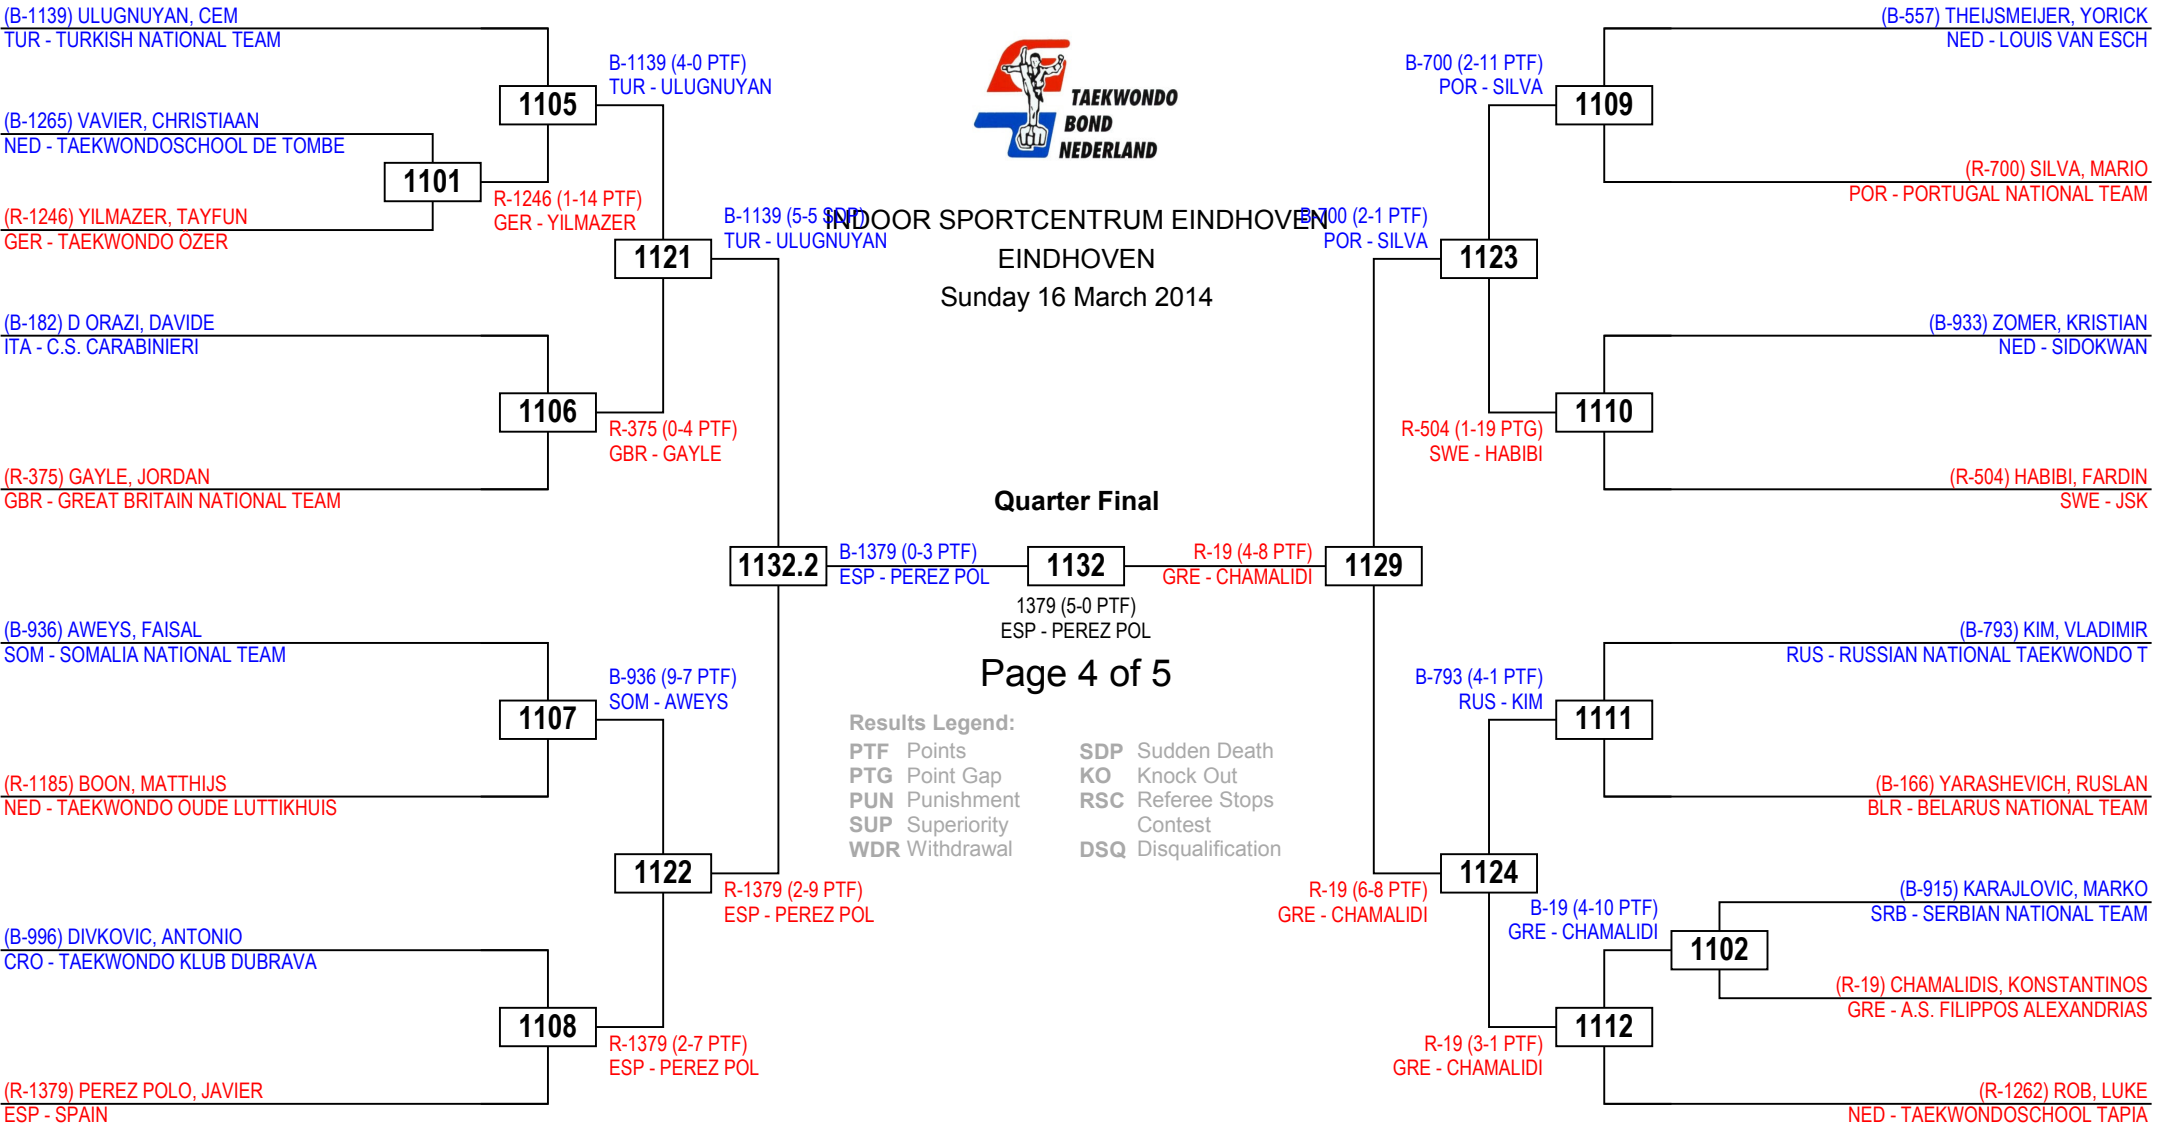 (B-1139) ULUGNUYAN, CEM
TUR - TURKISH NATIONAL TEAM
(B-1265) VAVIER, CHRISTIAAN
NED - TAEKWONDOSCHOOL DE TOMBE
(R-1246) YILMAZER, TAYFUN
GER - TAEKWONDO ÖZER
(B-182) D ORAZI, DAVIDE
ITA - C.S. CARABINIERI
(R-375) GAYLE, JORDAN
GBR - GREAT BRITAIN NATIONAL TEAM
(B-936) AWEYS, FAISAL
SOM - SOMALIA NATIONAL TEAM
(R-1185) BOON, MATTHIJS
NED - TAEKWONDO OUDE LUTTIKHUIS
(B-996) DIVKOVIC, ANTONIO
CRO - TAEKWONDO KLUB DUBRAVA
(R-1379) PEREZ POLO, JAVIER
ESP - SPAIN
1101
R-1246 (1-14 PTF)
GER - YILMAZER
1105
B-1139 (4-0 PTF)
TUR - ULUGNUYAN
1106
R-375 (0-4 PTF)
GBR - GAYLE
1107
B-936 (9-7 PTF)
SOM - AWEYS
1108
R-1379 (2-7 PTF)
ESP - PEREZ POL
1121
B-1139 (5-5 SDP)
TUR - ULUGNUYAN
1122
R-1379 (2-9 PTF)
ESP - PEREZ POL
1132.2
B-1379 (0-3 PTF)
ESP - PEREZ POL
TAEKWONDO
BOND
NEDERLAND
INDOOR SPORTCENTRUM EINDHOVEN
EINDHOVEN
Sunday 16 March 2014
Quarter Final
1132
1379 (5-0 PTF)
ESP - PEREZ POL
Page 4 of 5
Results Legend:
PTF Points
PTG Point Gap
PUN Punishment
SUP Superiority
WDR Withdrawal
SDP Sudden Death
KO Knock Out
RSC Referee Stops
Contest
DSQ Disqualification
R-19 (4-8 PTF)
GRE - CHAMALIDI
1129
B-700 (2-1 PTF)
POR - SILVA
1123
R-19 (6-8 PTF)
GRE - CHAMALIDI
1124
B-700 (2-11 PTF)
POR - SILVA
1109
R-504 (1-19 PTG)
SWE - HABIBI
1110
B-793 (4-1 PTF)
RUS - KIM
1111
B-19 (4-10 PTF)
GRE - CHAMALIDI
1102
R-19 (3-1 PTF)
GRE - CHAMALIDI
1112
(B-557) THEIJSMEIJER, YORICK
NED - LOUIS VAN ESCH
(R-700) SILVA, MARIO
POR - PORTUGAL NATIONAL TEAM
(B-933) ZOMER, KRISTIAN
NED - SIDOKWAN
(R-504) HABIBI, FARDIN
SWE - JSK
(B-793) KIM, VLADIMIR
RUS - RUSSIAN NATIONAL TAEKWONDO T
(B-166) YARASHEVICH, RUSLAN
BLR - BELARUS NATIONAL TEAM
(B-915) KARAJLOVIC, MARKO
SRB - SERBIAN NATIONAL TEAM
(R-19) CHAMALIDIS, KONSTANTINOS
GRE - A.S. FILIPPOS ALEXANDRIAS
(R-1262) ROB, LUKE
NED - TAEKWONDOSCHOOL TAPIA